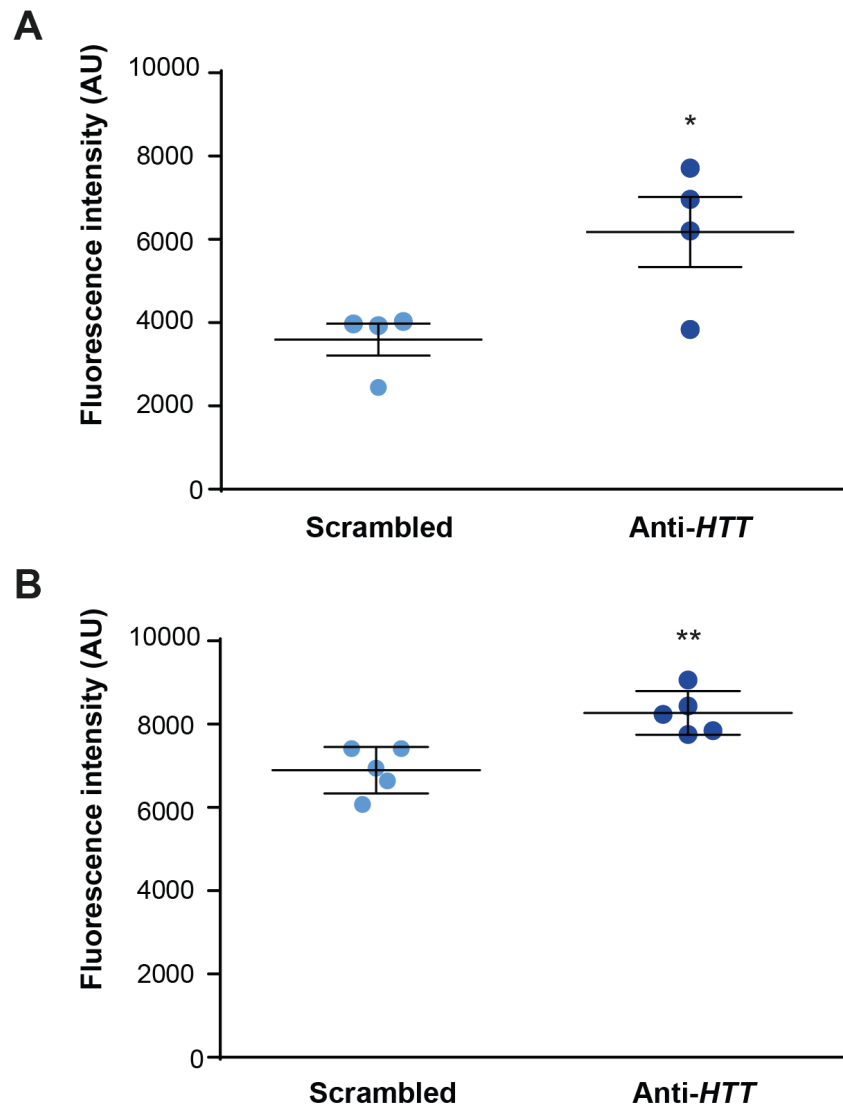 A
Fluorescence intensity (AU)
10000
8000
6000
4000
2000
0
*
Scrambled
Anti-HTT
B
Fluorescence intensity (AU)
10000
8000
6000
4000
2000
0
**
Scrambled
Anti-HTT